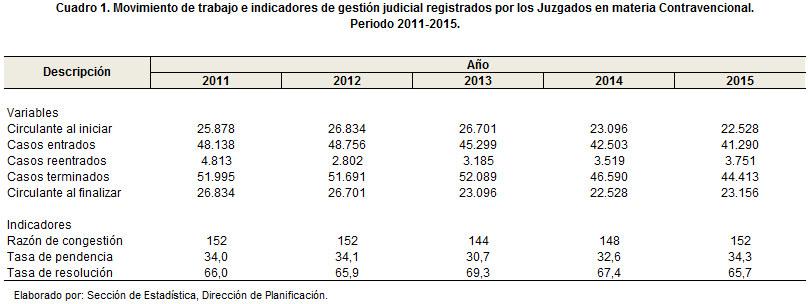 Cuadro 1. Movimiento de trabajo e indicadores de gestión judicial registrados por los Juzgados en materia Contravencional.
Periodo 2011-2015.
Descripción Año
2011 2012 2013 2014 2015
Variables
Circulante al iniciar 25.878 26.834 26.701 23.096 22.528
Casos entrados 48.138 48.756 45.299 42.503 41.290
Casos reentrados 4.813 2.802 3.185 3.519 3.751
Casos terminados 51.995 51.691 52.089 46.590 44.413
Circulante al finalizar 26.834 26.701 23.096 22.528 23.156
Indicadores
Razón de congestión 152 152 144 148 152
Tasa de pendencia 34,0 34,1 30,7 32,6 34,3
Tasa de resolución 66,0 65,9 69,3 67,4 65,7
Elaborado por: Sección de Estadística, Dirección de Planificación.